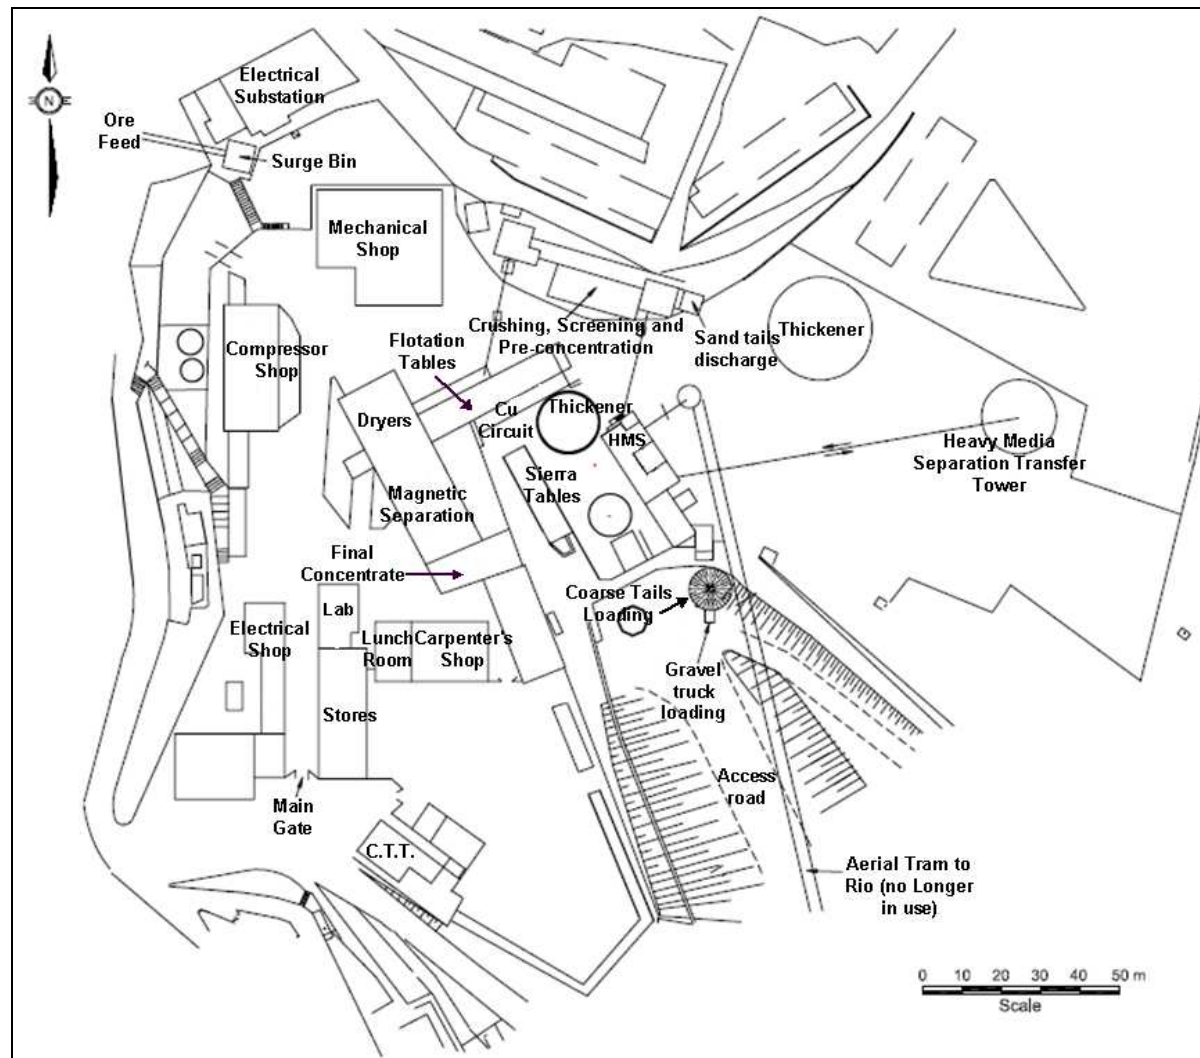 Electrical
Substation
N
Ore
Feed
Surge Bin
Mechanical
Shop
Crushing, Screening and
Pre-concentration
Sand tails
discharge
Thickener
Flotation
Tables
Compressor
Shop
Dryers
Cu
Circuit
Thickener
HMS
Heavy Media
Separation Transfer
Tower
Sierra
Tables
Magnetic
Separation
Final
Concentrate
Coarse Tails
Loading
Lab
Electrical
Shop
Lunch
Room
Carpenter's
Shop
Gravel
truck
loading
Stores
Access
road
Main
Gate
C.T.T.
Aerial Tram to
Rio (no Longer
in use)
0 10 20 30 40 50 m
Scale